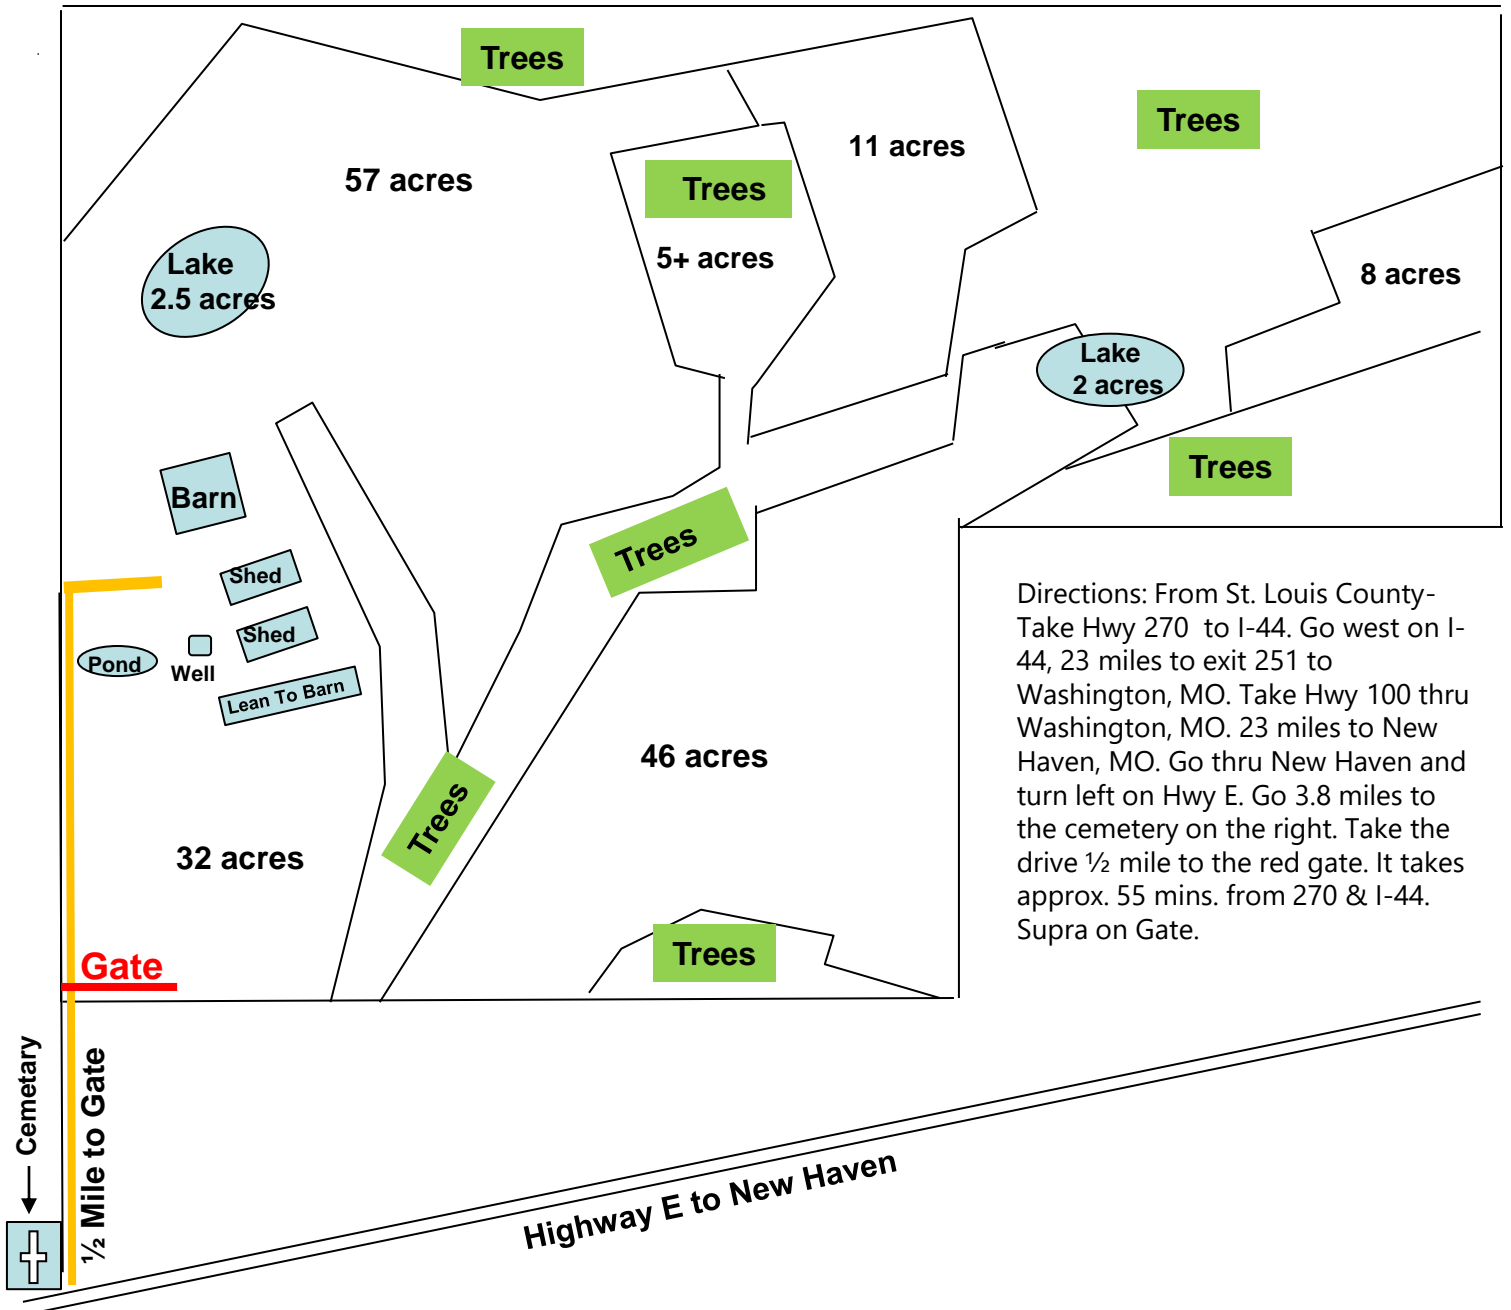 Trees
Trees
11 acres
57 acres
Trees
5+ acres
Lake
2.5 acres
8 acres
Lake
2 acres
Trees
Barn
Trees
Shed
Shed
Pond
Well
Lean To Barn
46 acres
Trees
32 acres
Trees
Gate
Directions: From St. Louis County-
Take Hwy 270 to I-44. Go west on I-
44, 23 miles to exit 251 to
Washington, MO. Take Hwy 100 thru
Washington, MO. 23 miles to New
Haven, MO. Go thru New Haven and
turn left on Hwy E. Go 3.8 miles to
the cemetery on the right. Take the
drive ½ mile to the red gate. It takes
approx. 55 mins. from 270 & I-44.
Supra on Gate.
Cemetary
½ Mile to Gate
Highway E to New Haven